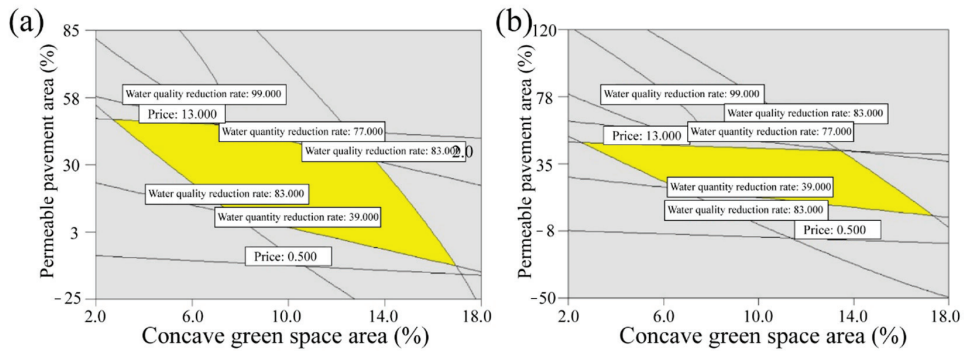 (a)
85
58
30
3
-25
Permeable pavement area (%)
Water quality reduction rate: 99.000
Price: 13.000
Water quantity reduction rate: 77.000
Water quality reduction rate: 83.000
2.0
Water quality reduction rate: 83.000
Water quantity reduction rate: 39.000
Price: 0.500
2.0 6.0 10.0 14.0 18.0
Concave green space area (%)
(b)
120
78
35
-8
-50
Permeable pavement area (%)
Water quality reduction rate: 99.000
Water quality reduction rate: 83.000
Price: 13.000
Water quantity reduction rate: 77.000
Water quantity reduction rate: 39.000
Water quality reduction rate: 83.000
Price: 0.500
2.0 6.0 10.0 14.0 18.0
Concave green space area (%)